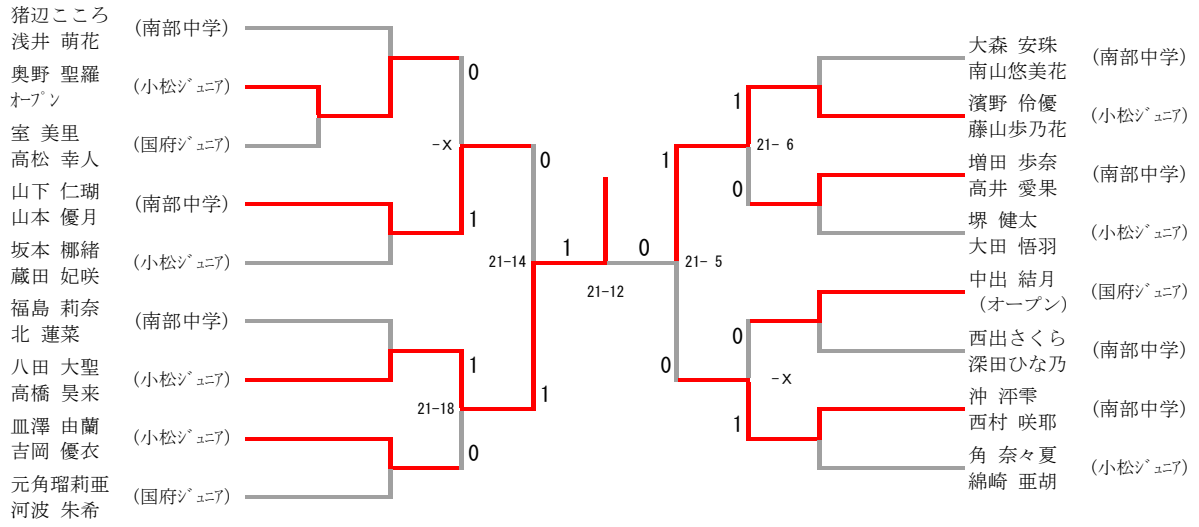 猪辺こころ
浅井 萌花
(南部中学)
奥野 聖羅
オープン
(小松ジュニア)
室 美里
高松 幸人
(国府ジュニア)
山下 仁瑚
山本 優月
(南部中学)
坂本 梛緒
蔵田 妃咲
(小松ジュニア)
福島 莉奈
北 蓮菜
(南部中学)
八田 大聖
高橋 昊来
(小松ジュニア)
皿澤 由蘭
吉岡 優衣
(小松ジュニア)
元角瑠莉亜
河波 朱希
(国府ジュニア)
0
-X
1
0
21-14
1
21-18
0
1
1
0
21-12
1
21- 6
0
1
21- 5
0
0
-X
1
大森 安珠
南山悠美花
(南部中学)
濱野 伶優
藤山歩乃花
(小松ジュニア)
増田 歩奈
高井 愛果
(南部中学)
堺 健太
大田 悟羽
(小松ジュニア)
中出 結月
(オープン)
(国府ジュニア)
西出さくら
深田ひな乃
(南部中学)
沖 泙雫
西村 咲耶
(南部中学)
角 奈々夏
綿崎 亜胡
(小松ジュニア)